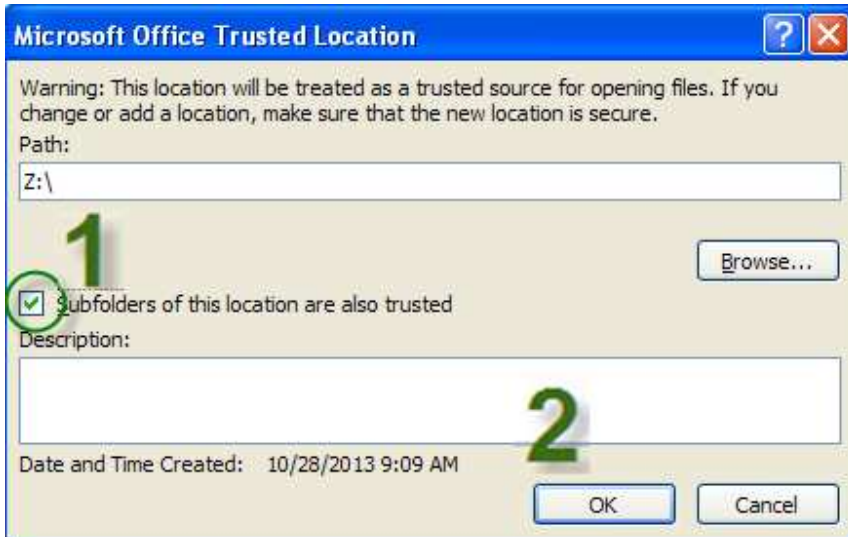 Microsoft Office Trusted Location
?
Warning: This location will be treated as a trusted source for opening files. If you
change or add a location, make sure that the new location is secure.
Path:
Z:\
1
Browse...
Subfolders of this location are also trusted
Description:
2
Date and Time Created: 10/28/2013 9:09 AM
OK Cancel